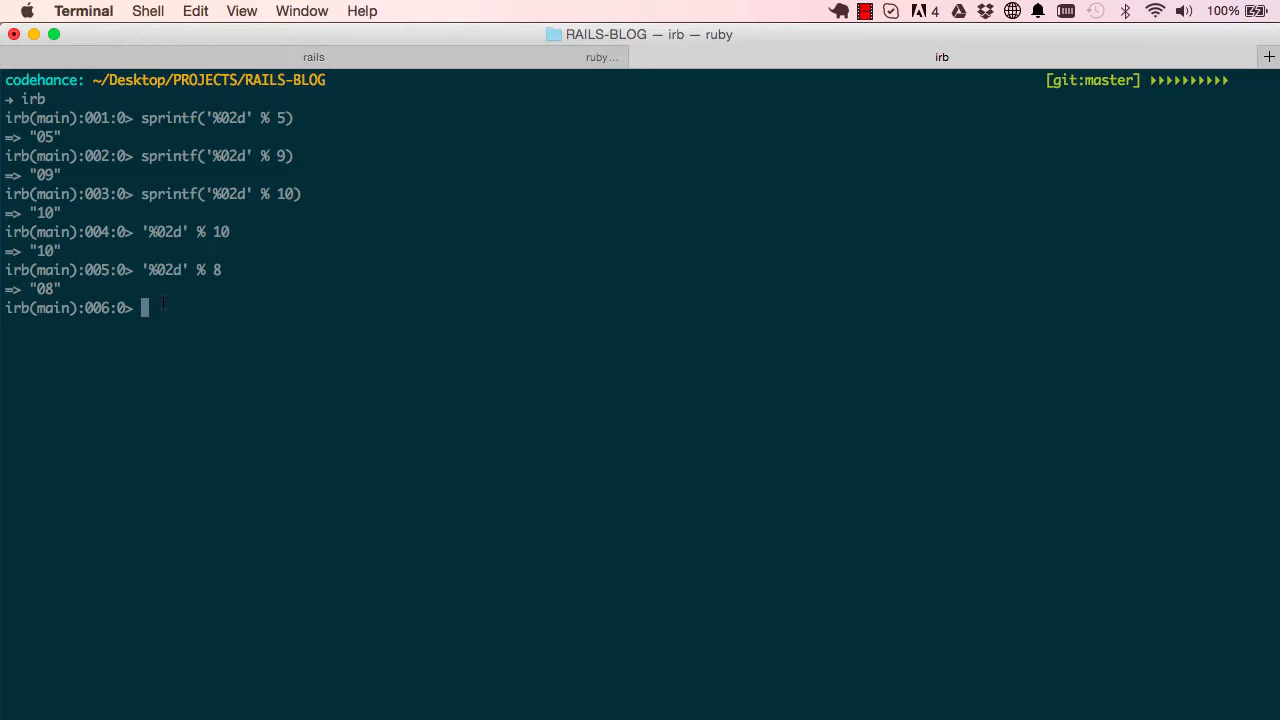 Terminal Shell Edit View Window Help 4 100%
RAILS-BLOG — irb — ruby
rails ruby... irb +
codehance: ~/Desktop/PROJECTS/RAILS-BLOG [git:master]
→ irb
irb(main):001:0> sprintf('%02d' % 5)
=> "05"
irb(main):002:0> sprintf('%02d' % 9)
=> "09"
irb(main):003:0> sprintf('%02d' % 10)
=> "10"
irb(main):004:0> '%02d' % 10
=> "10"
irb(main):005:0> '%02d' % 8
=> "08"
irb(main):006:0>